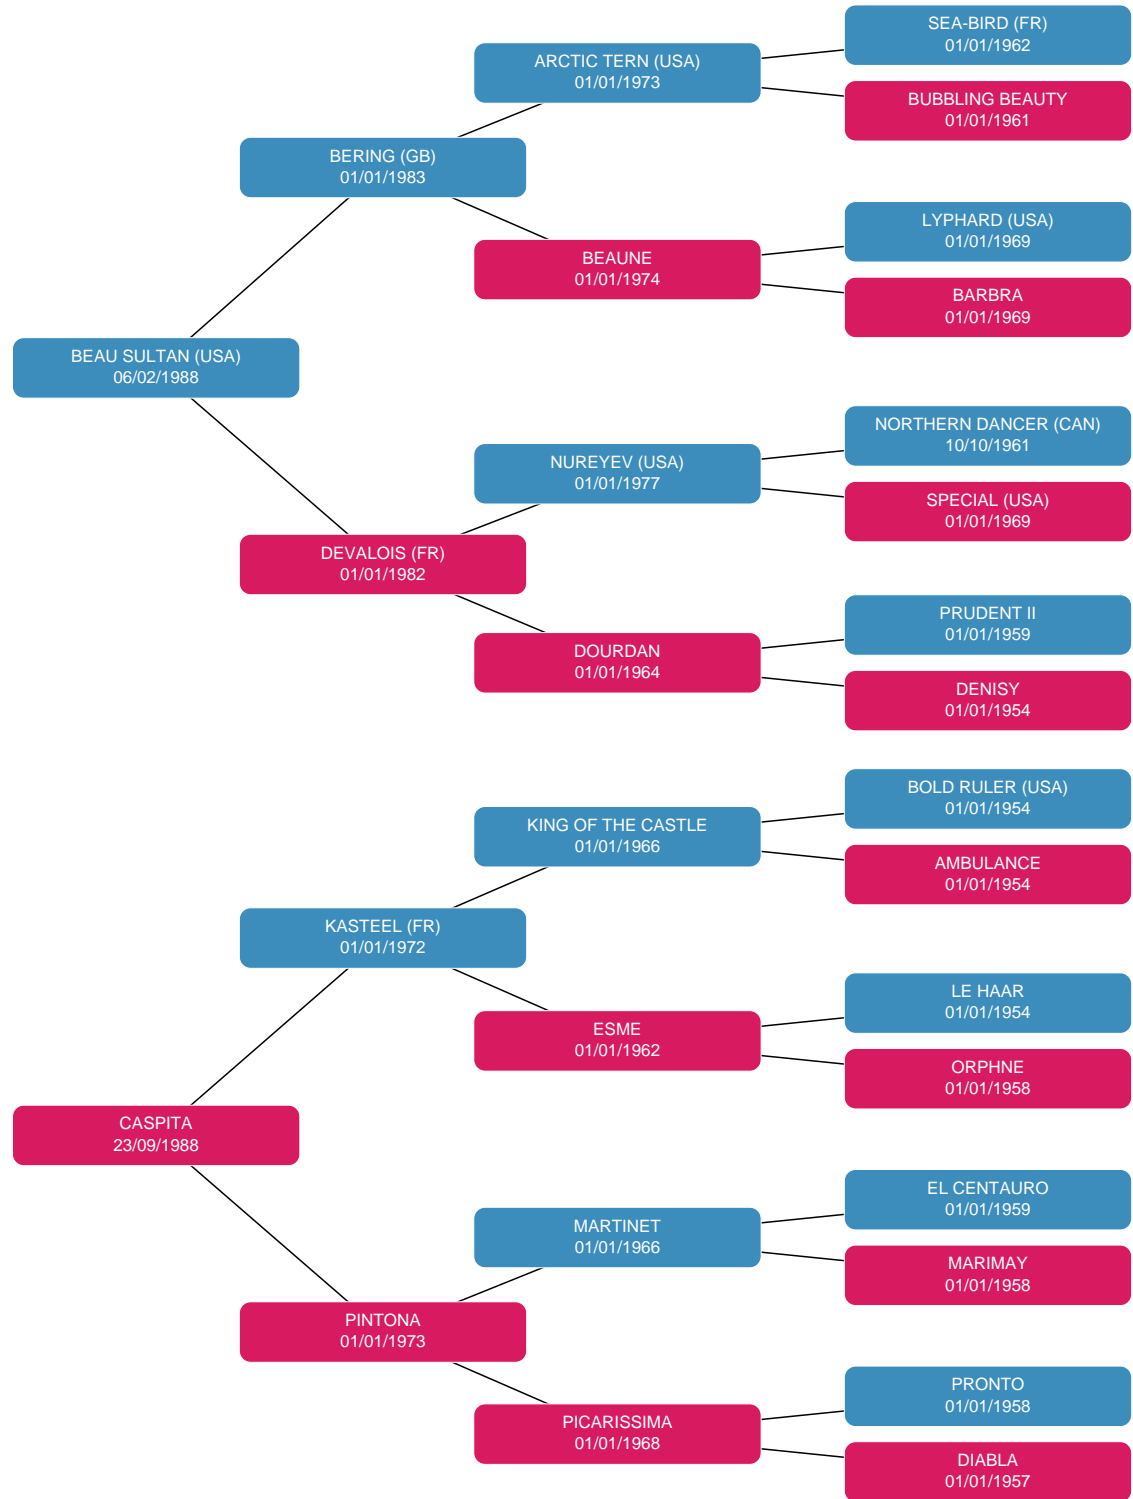 SEA-BIRD (FR)
01/01/1962
ARCTIC TERN (USA)
01/01/1973
BUBBLING BEAUTY
01/01/1961
BERING (GB)
01/01/1983
LYPHARD (USA)
01/01/1969
BEAUNE
01/01/1974
BARBRA
01/01/1969
BEAU SULTAN (USA)
06/02/1988
NORTHERN DANCER (CAN)
10/10/1961
NUREYEV (USA)
01/01/1977
SPECIAL (USA)
01/01/1969
DEVALOIS (FR)
01/01/1982
PRUDENT II
01/01/1959
DOURDAN
01/01/1964
DENISY
01/01/1954
BOLD RULER (USA)
01/01/1954
KING OF THE CASTLE
01/01/1966
AMBULANCE
01/01/1954
KASTEEL (FR)
01/01/1972
LE HAAR
01/01/1954
ESME
01/01/1962
ORPHNE
01/01/1958
CASPITA
23/09/1988
EL CENTAURO
01/01/1959
MARTINET
01/01/1966
MARIMAY
01/01/1958
PINTONA
01/01/1973
PRONTO
01/01/1958
PICARISSIMA
01/01/1968
DIABLA
01/01/1957